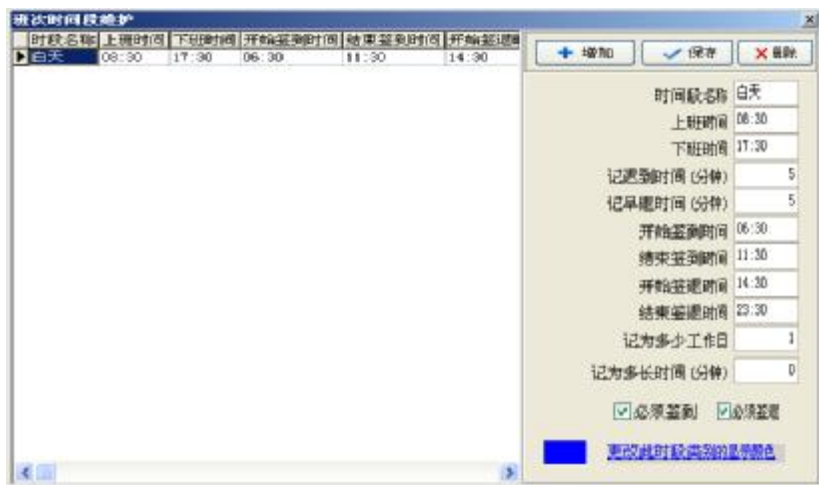 班次时间段维护
时段名称 上班时间 下班时间 开始签到时间 结束签到时间 开始签退
白天 08:30 17:30 06:30 11:30 14:30
增加 保存 删除
时间段名称 白天
上班时间 08:30
下班时间 17:30
记迟到时间 (分钟) 5
记早退时间 (分钟) 5
开始签到时间 06:30
结束签到时间 11:30
开始签退时间 14:30
结束签退时间 23:30
记为多少工作日 1
记为多长时间 (分钟) 0
必须签到 必须签退
更改此时段类别的显示颜色